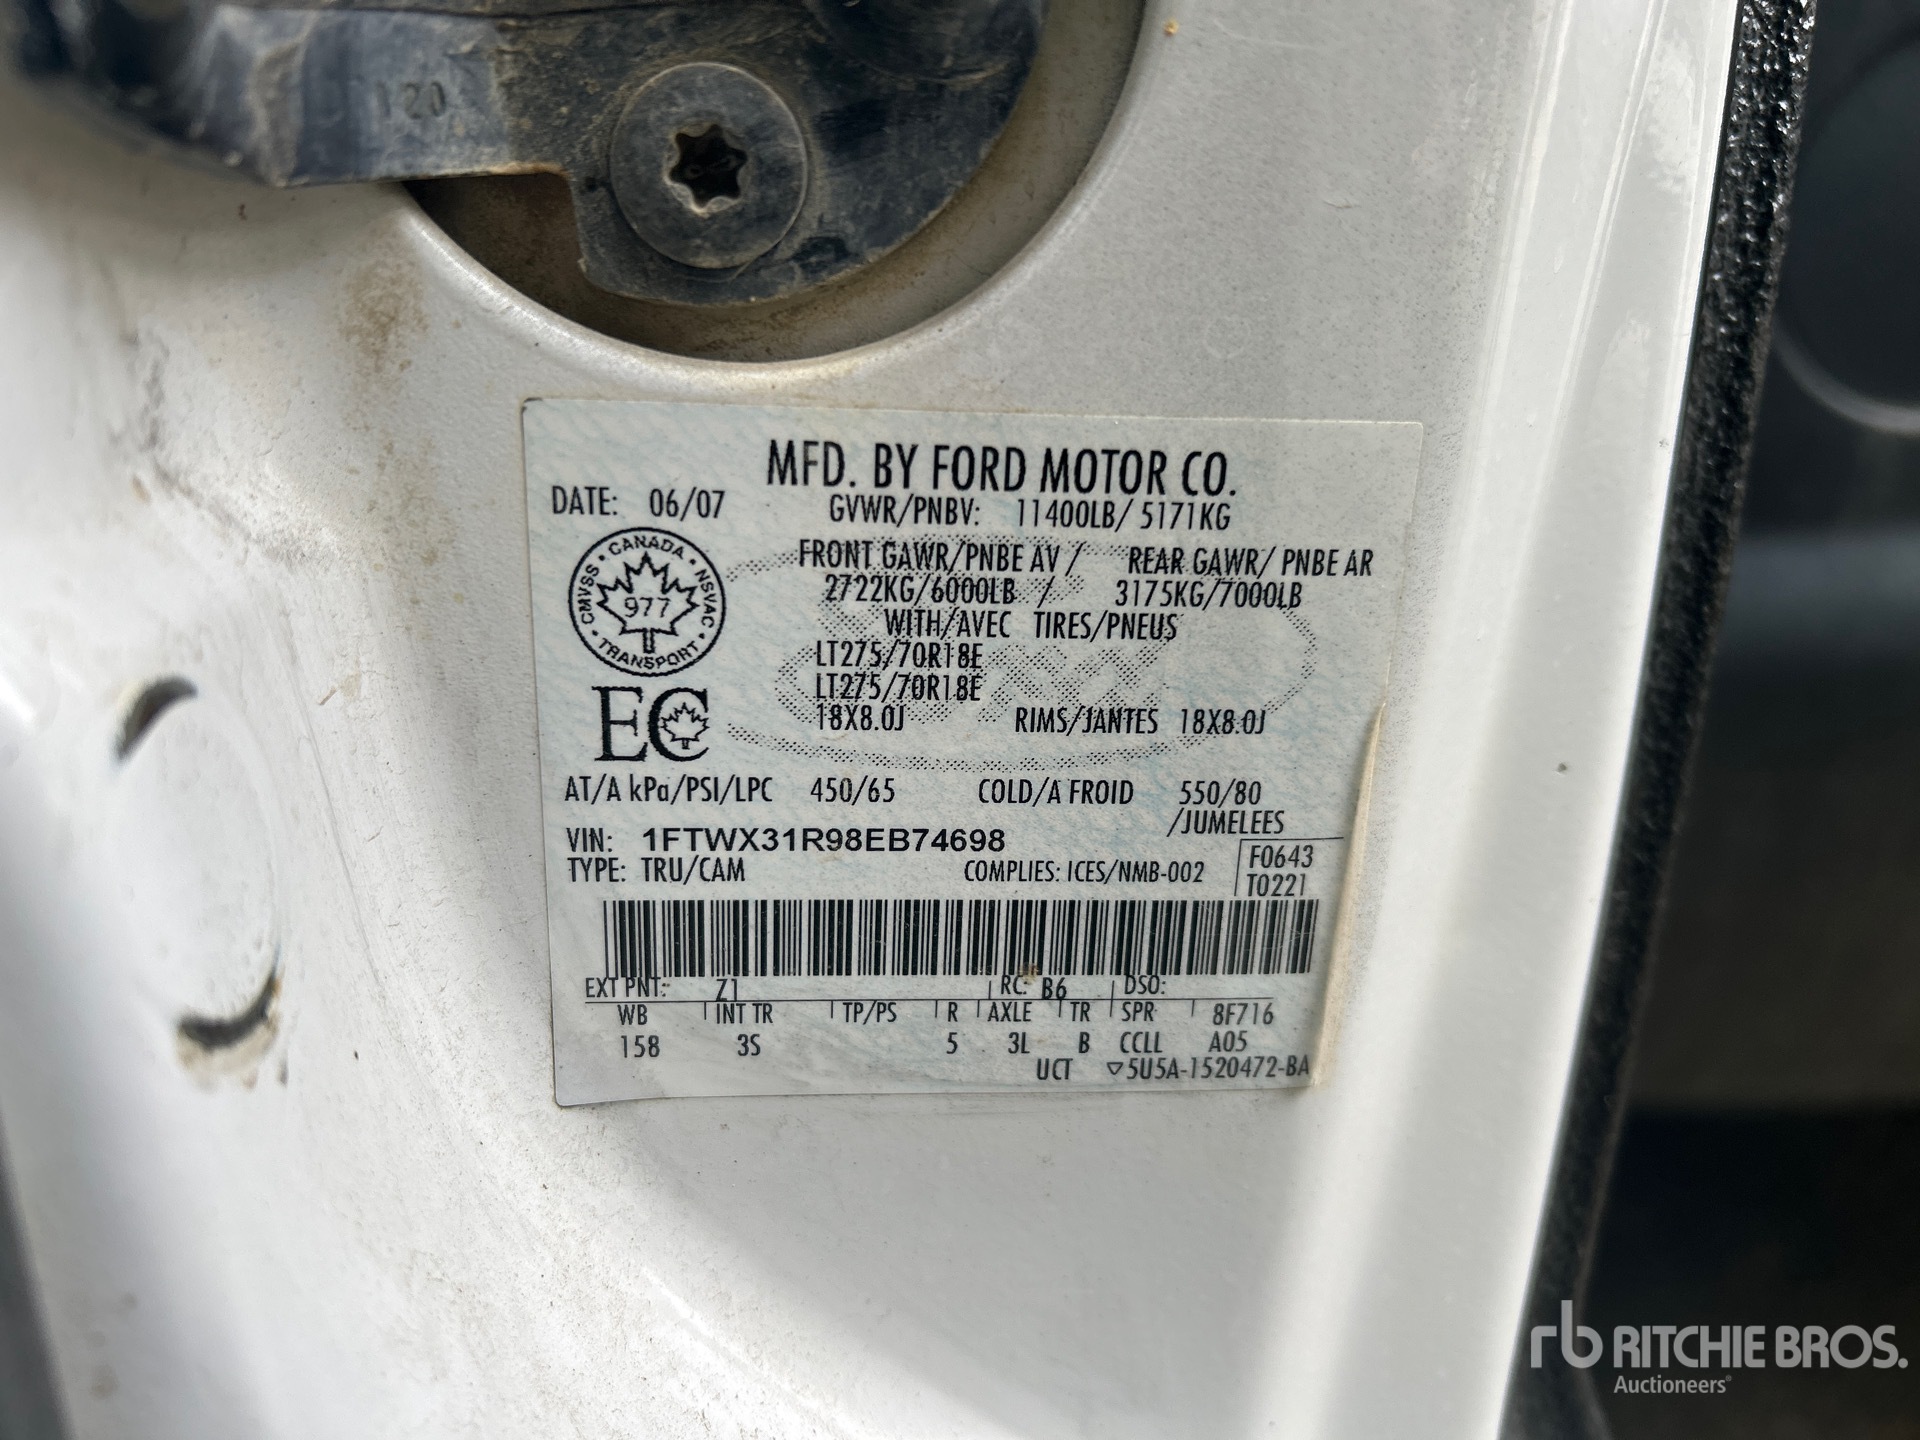 120
MFD. BY FORD MOTOR CO.
DATE: 06/07 GVWR/PNBV: 11400LB/ 5171KG
CMVSS • CANADA • NSVAC • TRANSPORT •
977
FRONT GAWR/PNBE AV / REAR GAWR/ PNBE AR
2722KG/6000LB / 3175KG/7000LB
WITH/AVEC TIRES/PNEUS
LT275/70R18E
LT275/70R18E
EC
18X8.0J RIMS/JANTES 18X8.0J
AT/A kPa/PSI/LPC 450/65 COLD/A FROID 550/80
/JUMELEES
VIN: 1FTWX31R98EB74698
TYPE: TRU/CAM COMPLIES: ICES/NMB-002
F0643
T0221
EXT PNT: Z1 RC: B6 DSO:
WB INT TR TP/PS R AXLE TR SPR 8F716
158 3S 5 3L B CCLL A05
UCT ▽5U5A-1520472-BA
rb RITCHIE BROS.
Auctioneers®